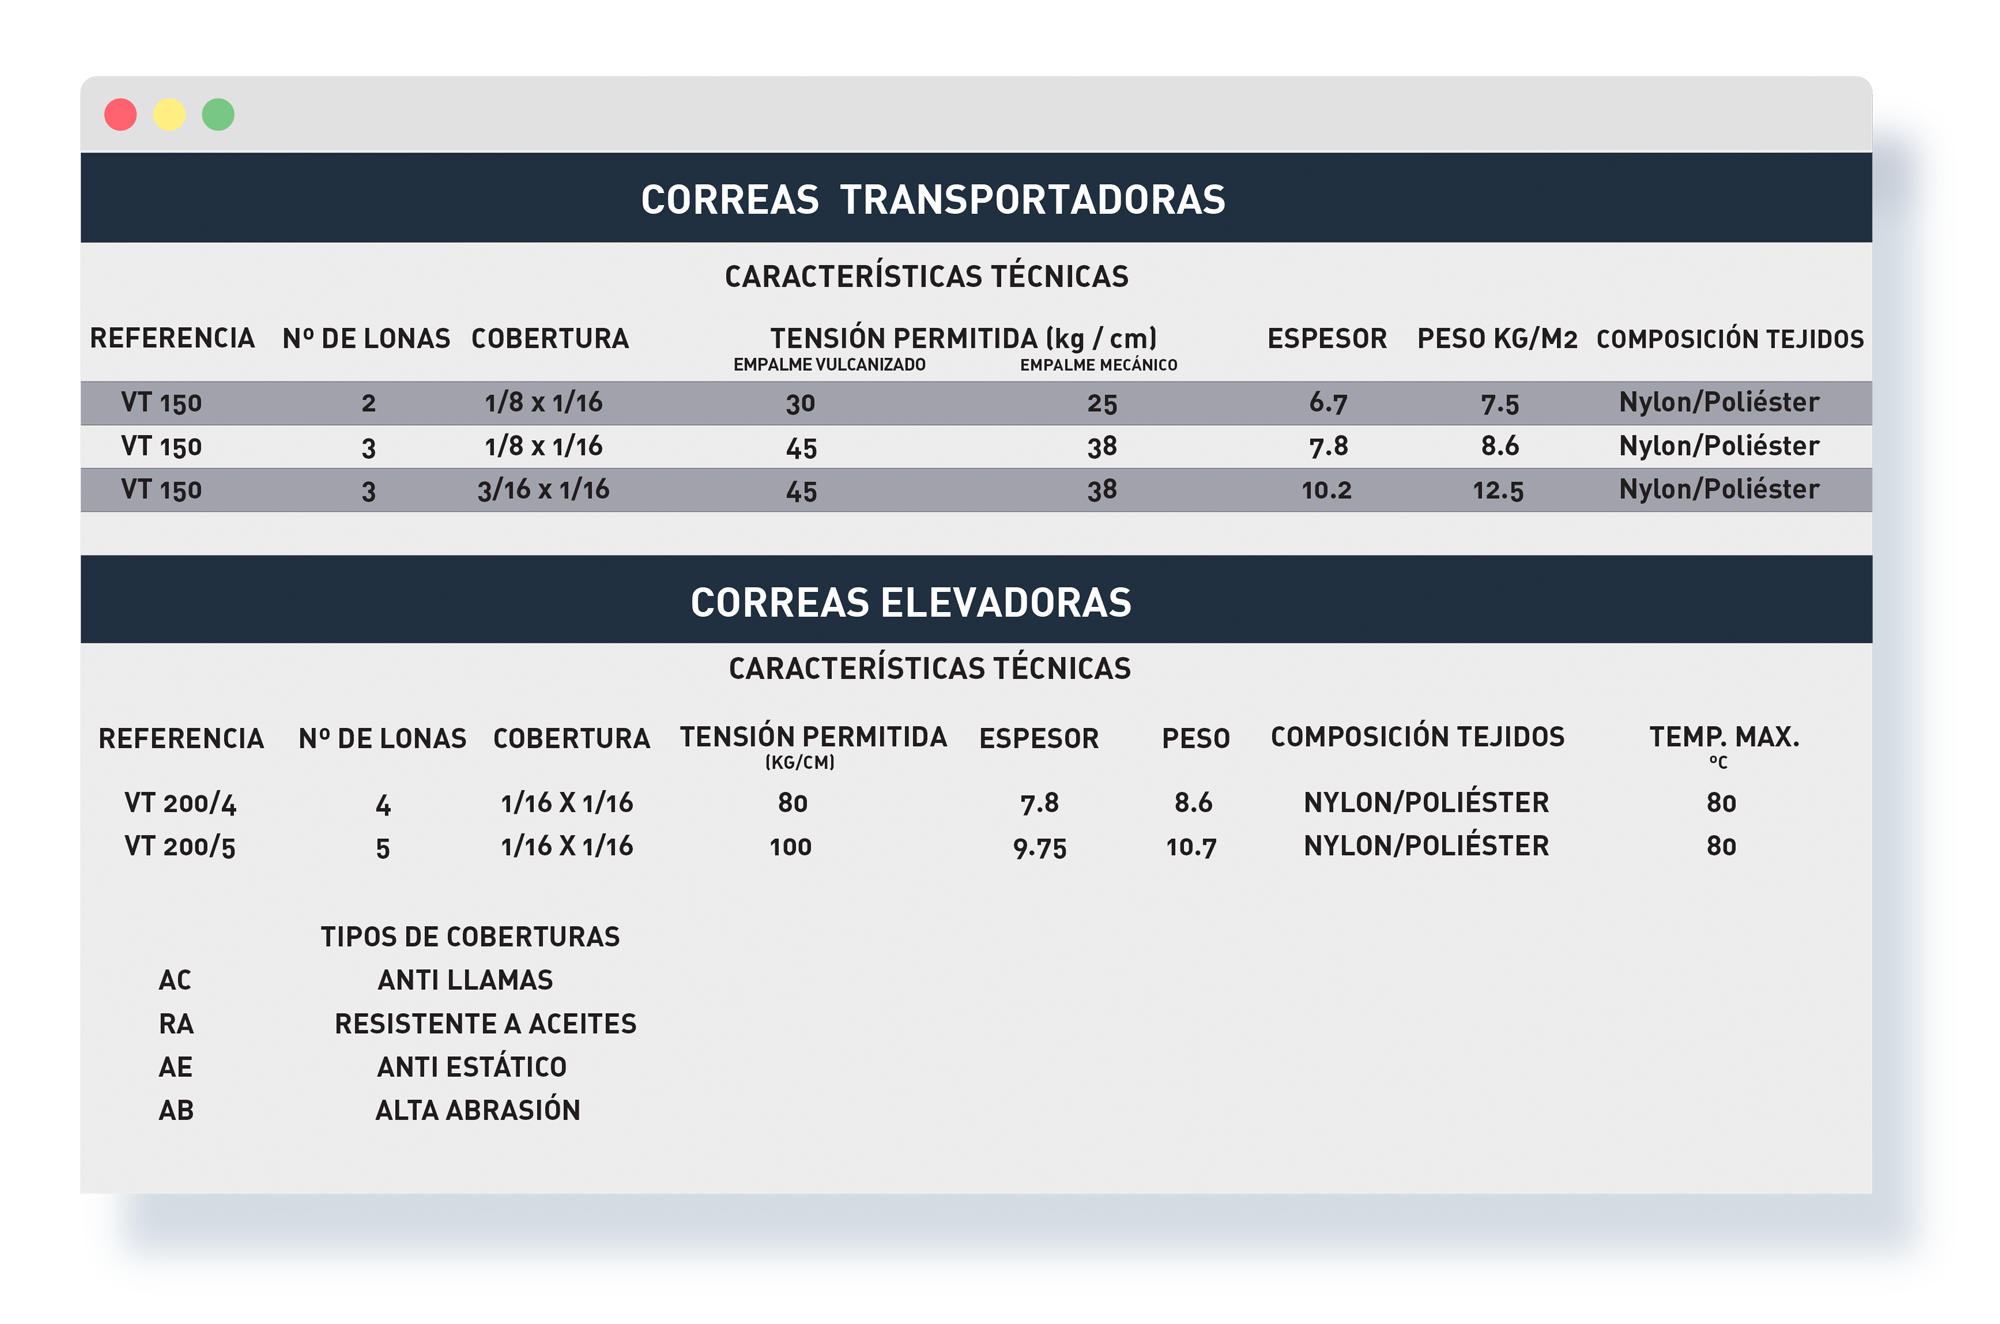 CORREAS TRANSPORTADORAS
CARACTERÍSTICAS TÉCNICAS
REFERENCIA Nº DE LONAS COBERTURA TENSIÓN PERMITIDA (kg / cm) ESPESOR PESO KG/M2 COMPOSICIÓN TEJIDOS
EMPALME VULCANIZADO EMPALME MECÁNICO
VT 150 2 1/8 x 1/16 30 25 6.7 7.5 Nylon/Poliéster
VT 150 3 1/8 x 1/16 45 38 7.8 8.6 Nylon/Poliéster
VT 150 3 3/16 x 1/16 45 38 10.2 12.5 Nylon/Poliéster
CORREAS ELEVADORAS
CARACTERÍSTICAS TÉCNICAS
REFERENCIA Nº DE LONAS COBERTURA TENSIÓN PERMITIDA ESPESOR PESO COMPOSICIÓN TEJIDOS TEMP. MAX.
(KG/CM) ºC
VT 200/4 4 1/16 X 1/16 80 7.8 8.6 NYLON/POLIÉSTER 80
VT 200/5 5 1/16 X 1/16 100 9.75 10.7 NYLON/POLIÉSTER 80
TIPOS DE COBERTURAS
AC ANTI LLAMAS
RA RESISTENTE A ACEITES
AE ANTI ESTÁTICO
AB ALTA ABRASIÓN